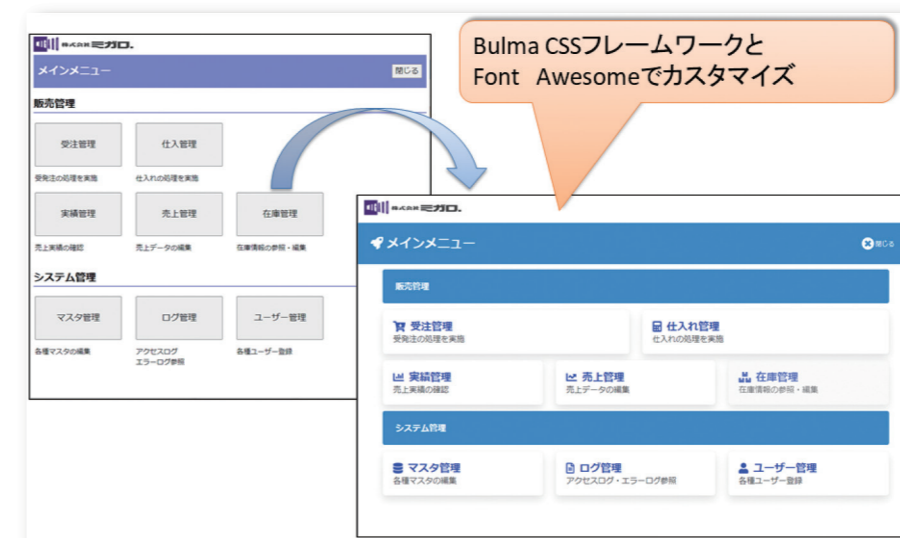 株式会社ミガロ.
メインメニュー
閉じる
販売管理
受注管理
仕入管理
受発注の処理を実施
仕入れの処理を実施
実績管理
売上管理
在庫管理
売上実績の確認
売上データの編集
在庫情報の参照・編集
システム管理
マスタ管理
ログ管理
ユーザー管理
各種マスタの編集
アクセスログ
エラーログ参照
各種ユーザー登録
Bulma CSSフレームワークと
Font Awesomeでカスタマイズ
株式会社ミガロ.
メインメニュー
閉じる
販売管理
受注管理
受発注の処理を実施
仕入れ管理
仕入れの処理を実施
実績管理
売上実績の確認
売上管理
売上データの編集
在庫管理
在庫情報の参照・編集
システム管理
マスタ管理
各種マスタの編集
ログ管理
アクセスログ・エラーログ参照
ユーザー管理
各種ユーザー登録